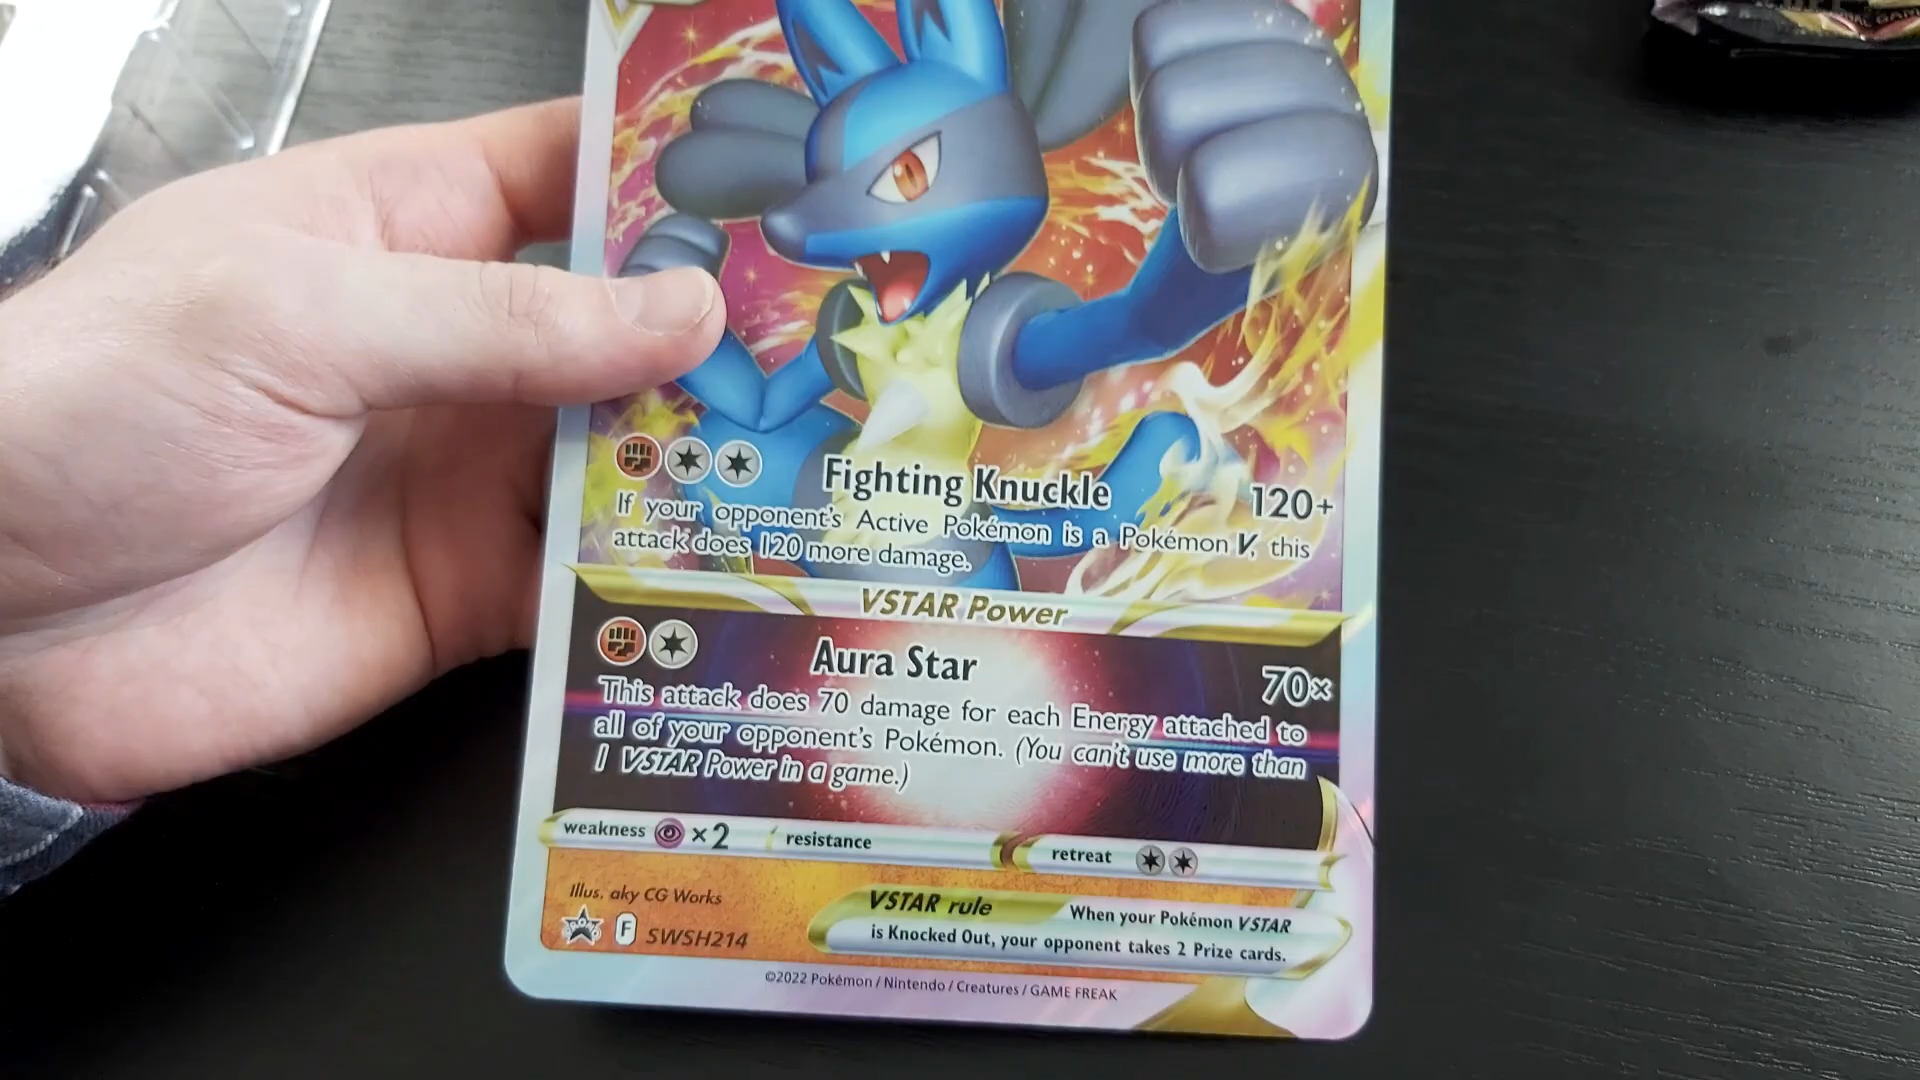 Fighting Knuckle 120+
If your opponent's Active Pokémon is a Pokémon V, this
attack does 120 more damage.
VSTAR Power
Aura Star 70×
This attack does 70 damage for each Energy attached to
all of your opponent's Pokémon. (You can't use more than
1 VSTAR Power in a game.)
weakness ×2 resistance retreat
Illus. aky CG Works
F SWSH214
VSTAR rule When your Pokémon VSTAR
is Knocked Out, your opponent takes 2 Prize cards.
©2022 Pokémon / Nintendo / Creatures / GAME FREAK